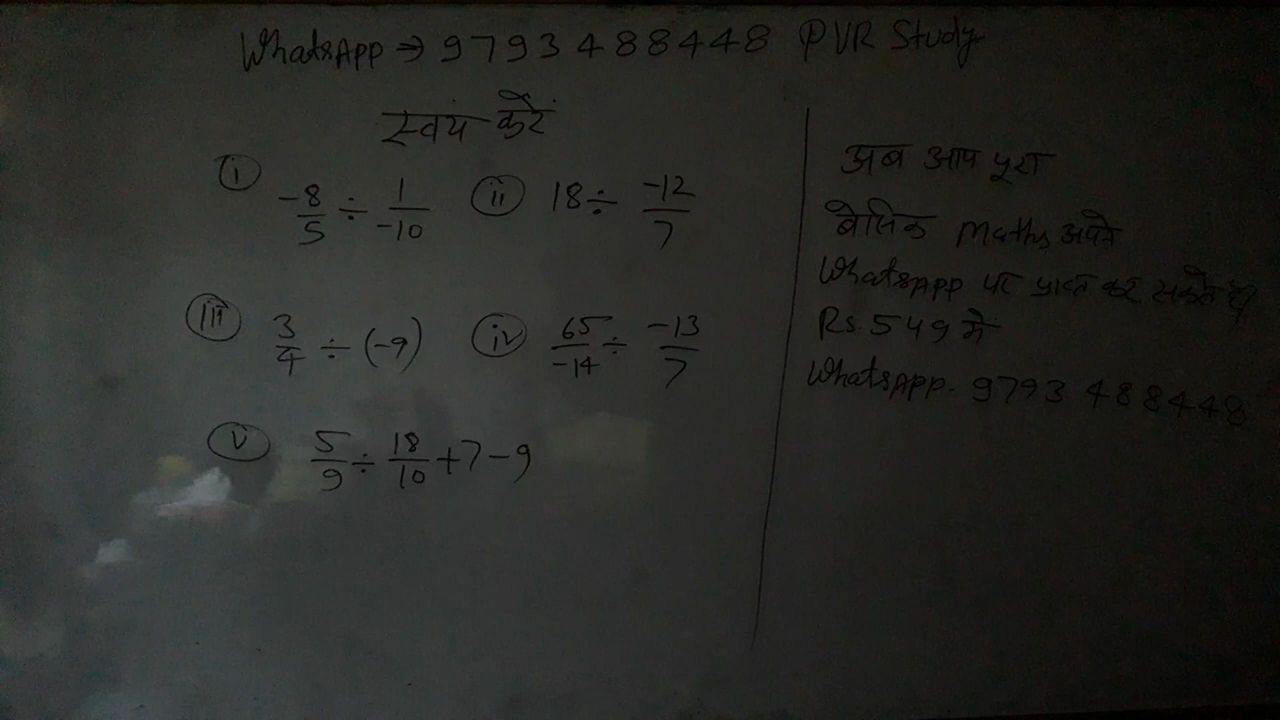 WhatsApp ⇒ 9793488448 PVR Study
स्वयं करें
(i) -8/5 ÷ 1/-10 (ii) 18 ÷ -12/7
(iii) 3/4 ÷ (-9) (iv) 65/-14 ÷ -13/7
(v) 5/9 ÷ 18/10 + 7 - 9
अब आप पूरा
बेसिक Maths अपने
WhatsApp पर प्राप्त कर सकते है।
Rs. 549 में
WhatsApp- 9793 488448